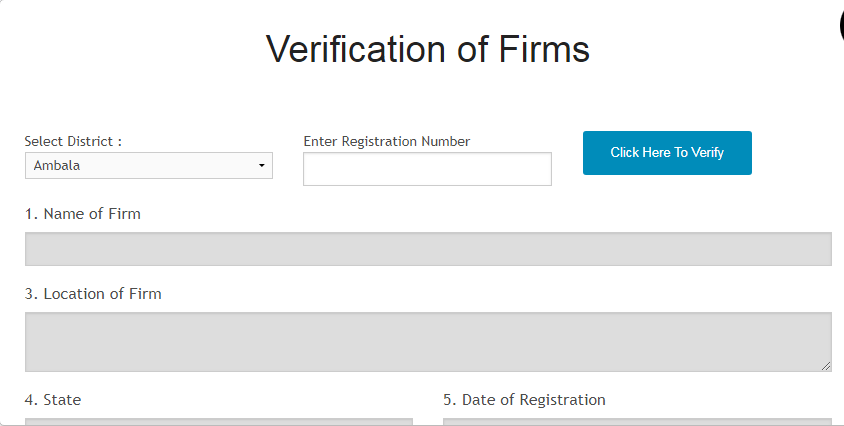 Verification of Firms
Select District :
Enter Registration Number
Ambala
Click Here To Verify
1. Name of Firm
3. Location of Firm
4. State
5. Date of Registration